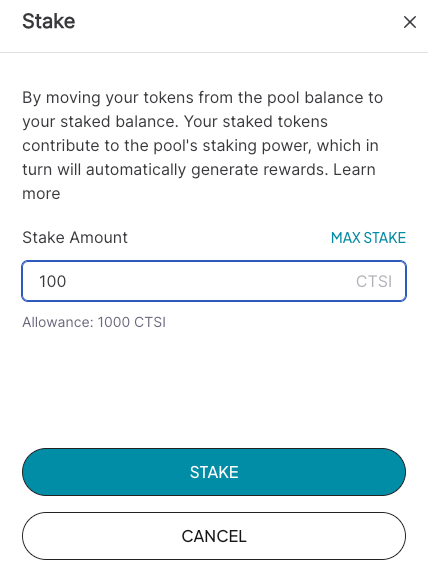 Stake
By moving your tokens from the pool balance to
your staked balance. Your staked tokens
contribute to the pool's staking power, which in
turn will automatically generate rewards. Learn
more
Stake Amount MAX STAKE
100 CTSI
Allowance: 1000 CTSI
STAKE
CANCEL